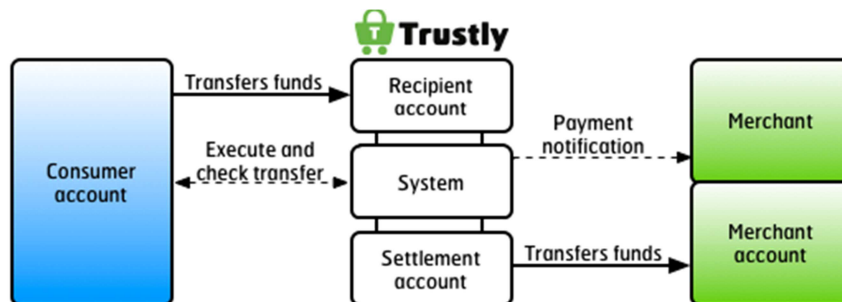 T Trustly
Transfers funds
Recipient
account
Payment
notification
Merchant
Consumer
account
Execute and
check transfer
System
Settlement
account
Transfers funds
Merchant
account